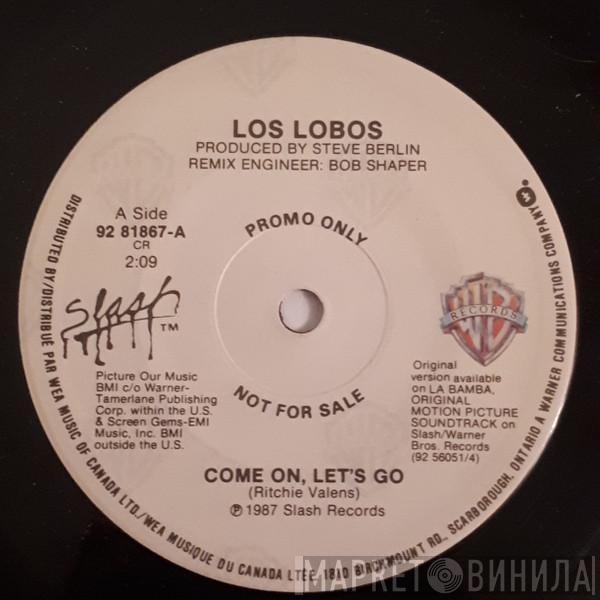 LOS LOBOS
PRODUCED BY STEVE BERLIN
REMIX ENGINEER: BOB SHAPER
A Side
92 81867-A
CR
2:09
PROMO ONLY
Slash
TM
WB
RECORDS
Picture Our Music
BMI c/o Warner-
Tamerlane Publishing
Corp. within the U.S.
& Screen Gems-EMI
Music, Inc. BMI
outside the U.S.
NOT FOR SALE
Original
version available
on LA BAMBA,
ORIGINAL
MOTION PICTURE
SOUNDTRACK on
Slash/Warner
Bros. Records
(92 56051/4)
COME ON, LET'S GO
(Ritchie Valens)
℗ 1987 Slash Records
DISTRIBUTED BY/DISTRIBUÉ PAR WEA MUSIC OF CANADA LTD./WEA MUSIQUE DU CANADA LTÉE, 1810 BIRCHMOUNT RD., SCARBOROUGH, ONTARIO A WARNER COMMUNICATIONS COMPANY
МАРКЕТ ВИНИЛА